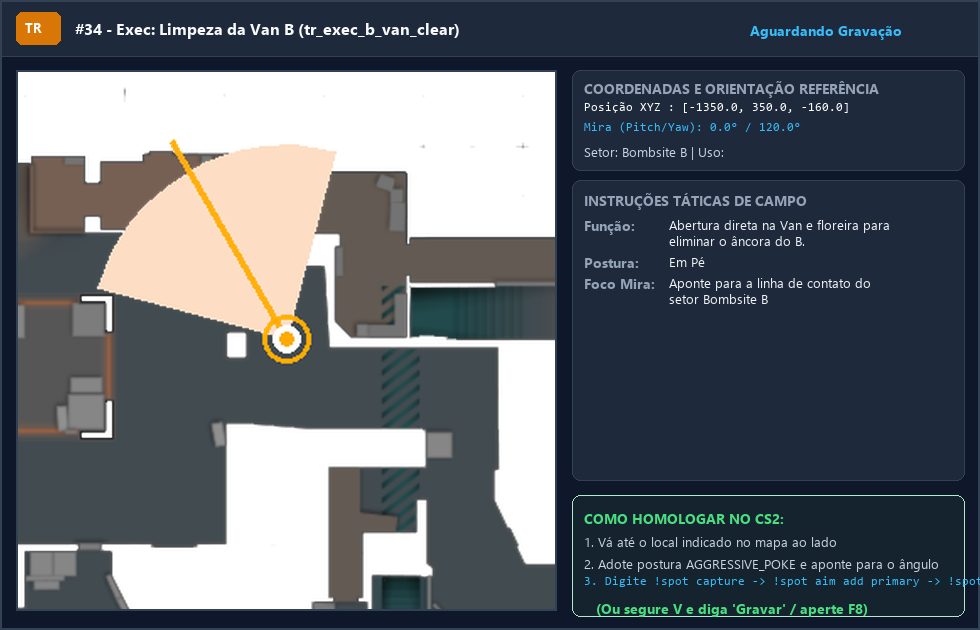 TR
#34 - Exec: Limpeza da Van B (tr_exec_b_van_clear)
Aguardando Gravação
COORDENADAS E ORIENTAÇÃO REFERÊNCIA
Posição XYZ : [-1350.0, 350.0, -160.0]
Mira (Pitch/Yaw): 0.0° / 120.0°
Setor: Bombsite B | Uso:
INSTRUÇÕES TÁTICAS DE CAMPO
Função: Abertura direta na Van e floreira para
eliminar o âncora do B.
Postura: Em Pé
Foco Mira: Aponte para a linha de contato do
setor Bombsite B
COMO HOMOLOGAR NO CS2:
1. Vá até o local indicado no mapa ao lado
2. Adote postura AGGRESSIVE_POKE e aponte para o ângulo
3. Digite !spot capture -> !spot aim add primary -> !spot
(Ou segure V e diga 'Gravar' / aperte F8)